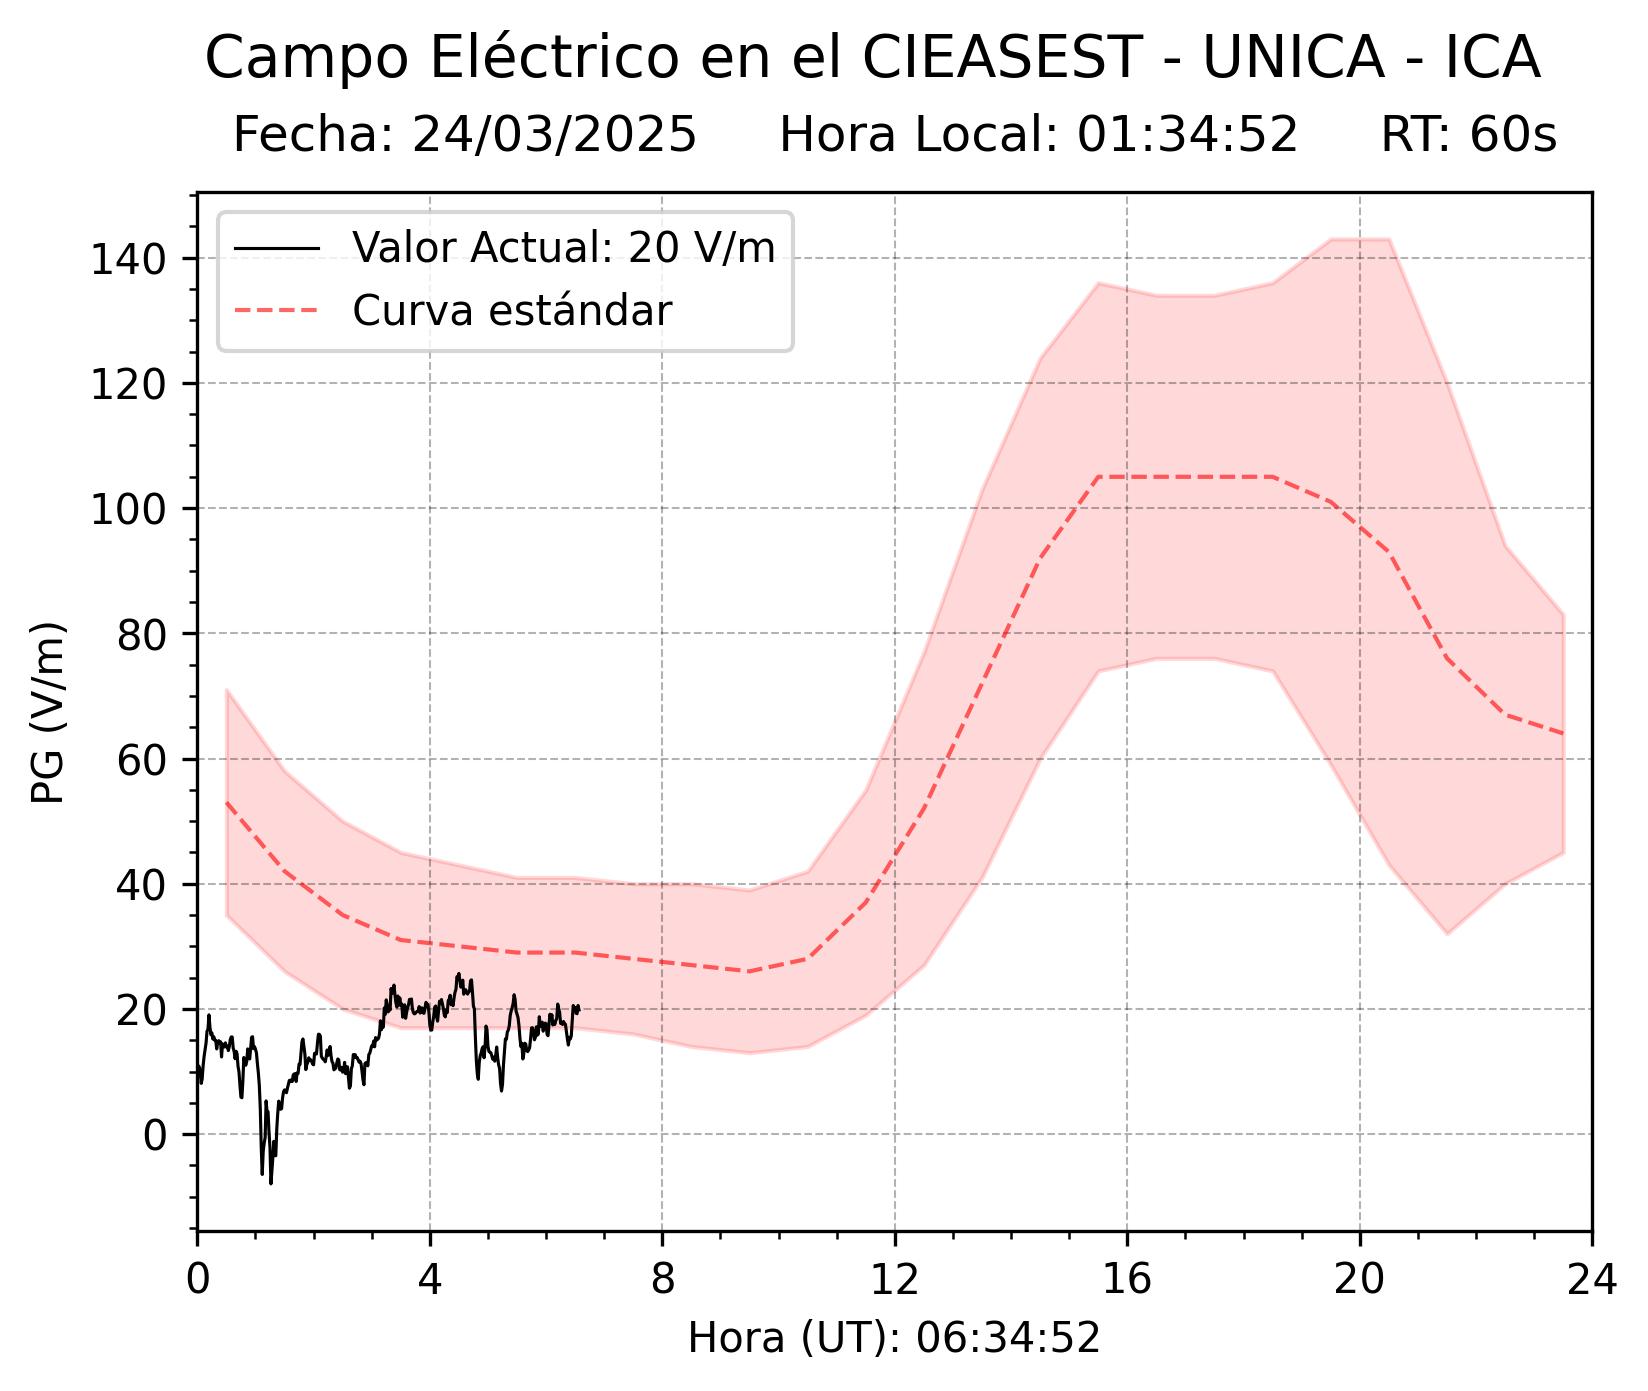 Campo Eléctrico en el CIEASEST - UNICA - ICA
Fecha: 24/03/2025 Hora Local: 01:34:52 RT: 60s
Valor Actual: 20 V/m
Curva estándar
140
120
100
80
60
40
20
0
PG (V/m)
0 4 8 12 16 20 24
Hora (UT): 06:34:52